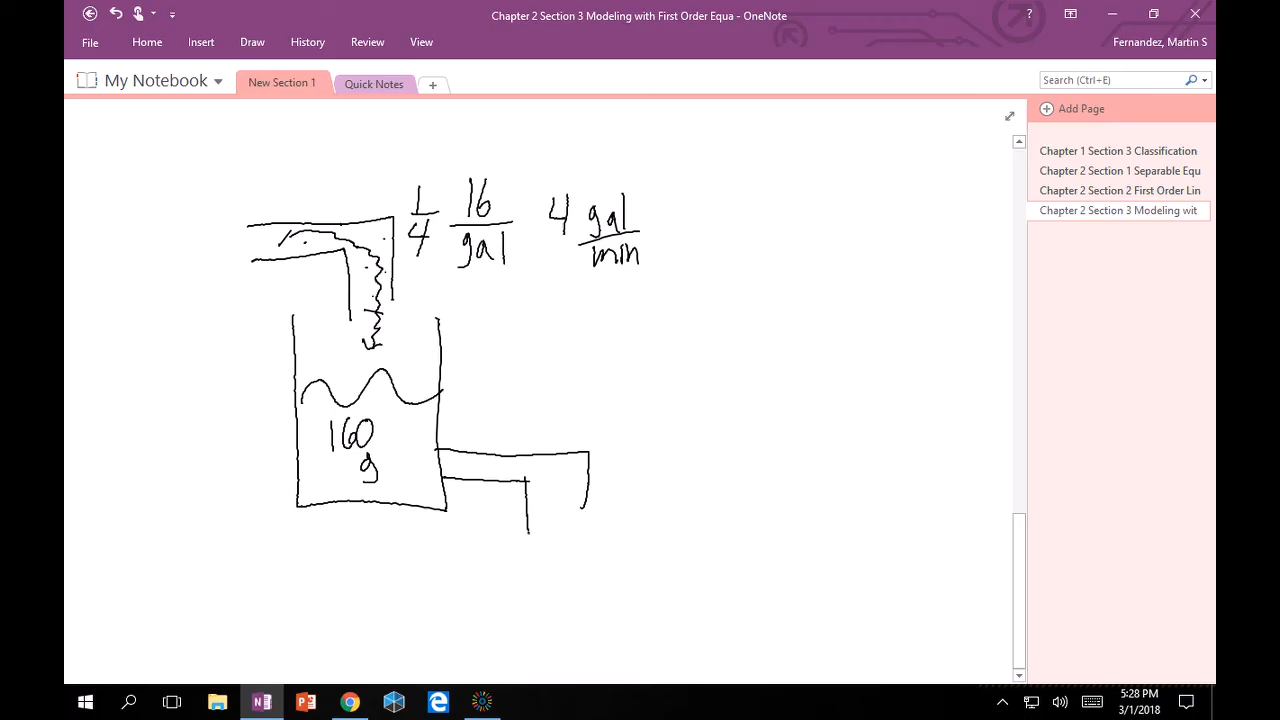 Chapter 2 Section 3 Modeling with First Order Equa - OneNote
?
File Home Insert Draw History Review View
Fernandez, Martin S
My Notebook
New Section 1
Quick Notes
+
Search (Ctrl+E)
Add Page
Chapter 1 Section 3 Classification
Chapter 2 Section 1 Separable Equ
Chapter 2 Section 2 First Order Lin
Chapter 2 Section 3 Modeling wit
1/4 lb/gal 4 gal/min
160
g
5:28 PM
3/1/2018